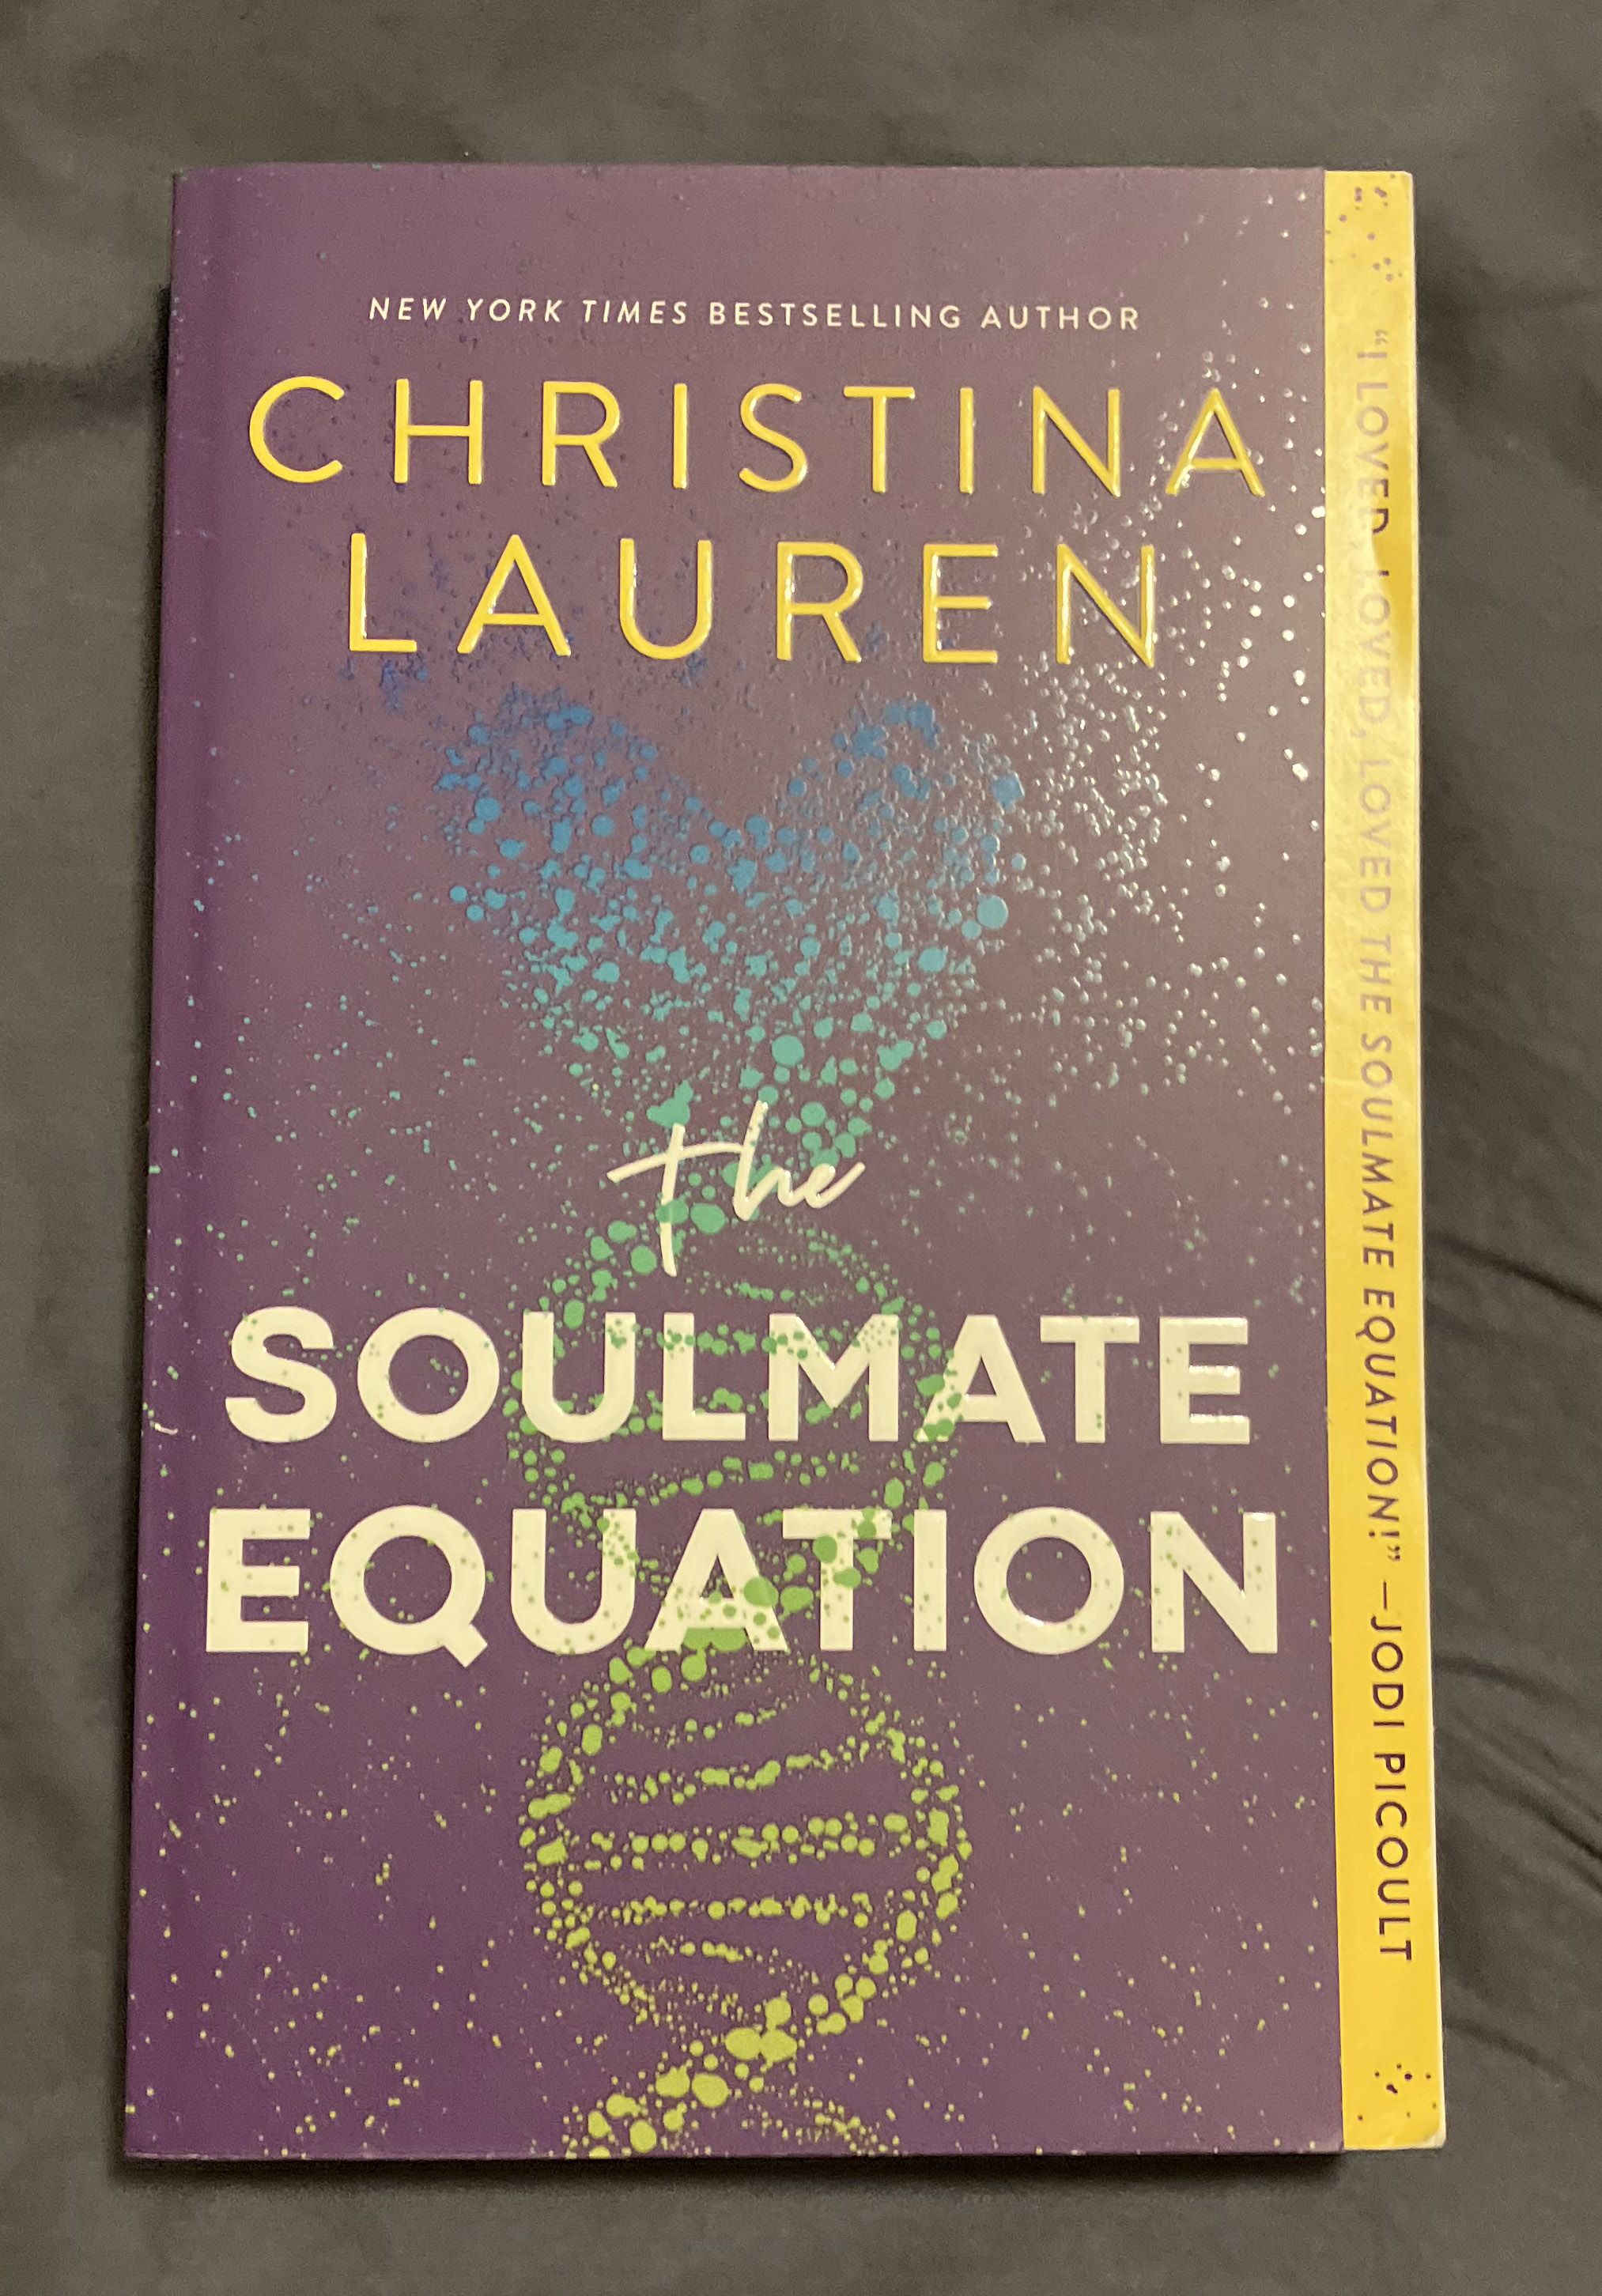 NEW YORK TIMES BESTSELLING AUTHOR
CHRISTINA
LAUREN
the
SOULMATE
EQUATION
“I LOVED, LOVED, LOVED THE SOULMATE EQUATION!” —JODI PICOULT